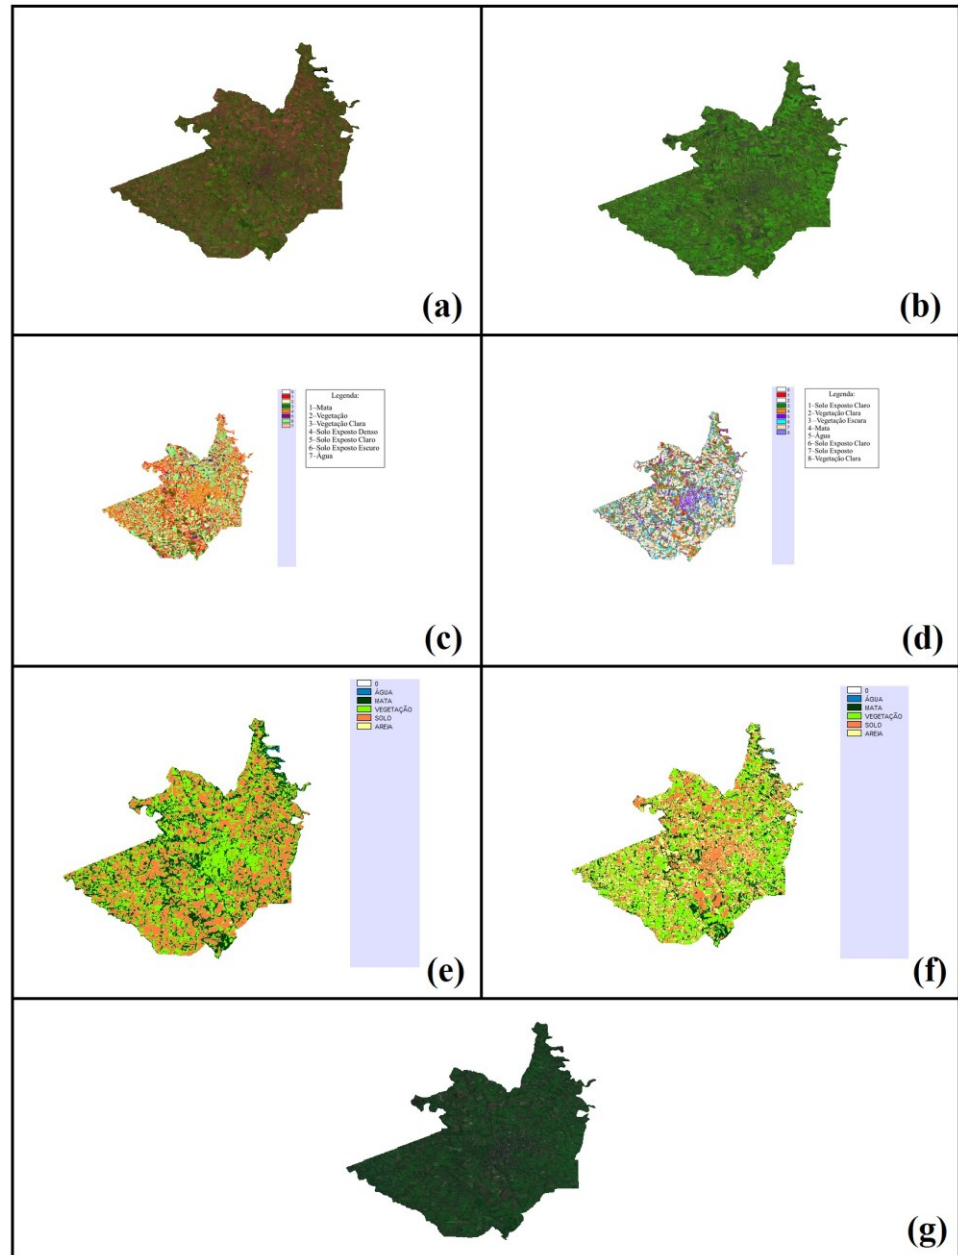 (a)
(b)
Legenda:
1–Mata
2–Vegetação
3–Vegetação Clara
4–Solo Exposto Denso
5–Solo Exposto Claro
6–Solo Exposto Escuro
7–Água
(c)
Legenda:
1–Solo Exposto Claro
2–Vegetação Clara
3–Vegetação Escura
4–Mata
5–Água
6–Solo Exposto Claro
7–Solo Exposto
8–Vegetação Clara
(d)
0
ÁGUA
MATA
VEGETAÇÃO
SOLO
AREIA
(e)
0
ÁGUA
MATA
VEGETAÇÃO
SOLO
AREIA
(f)
(g)